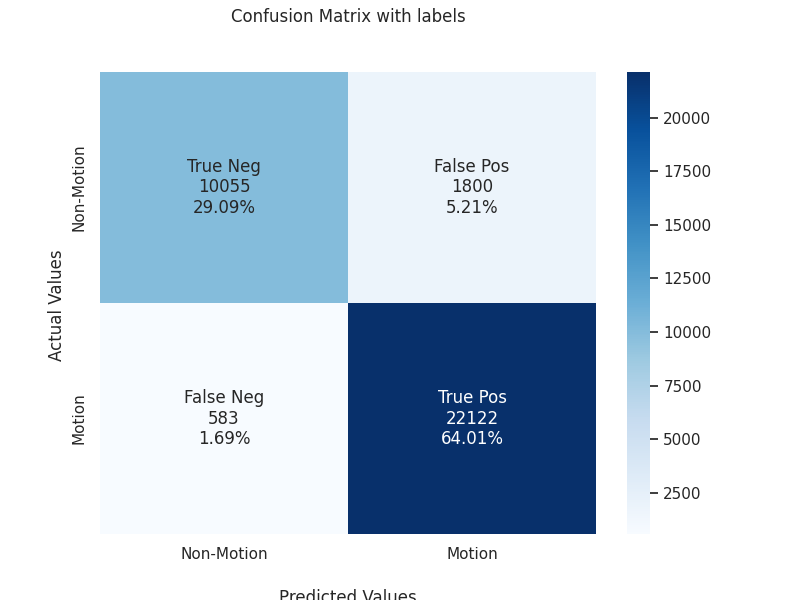 Confusion Matrix with labels
True Neg
10055
29.09%
False Pos
1800
5.21%
False Neg
583
1.69%
True Pos
22122
64.01%
Non-Motion
Motion
Actual Values
Non-Motion
Motion
Predicted Values
20000
17500
15000
12500
10000
7500
5000
2500